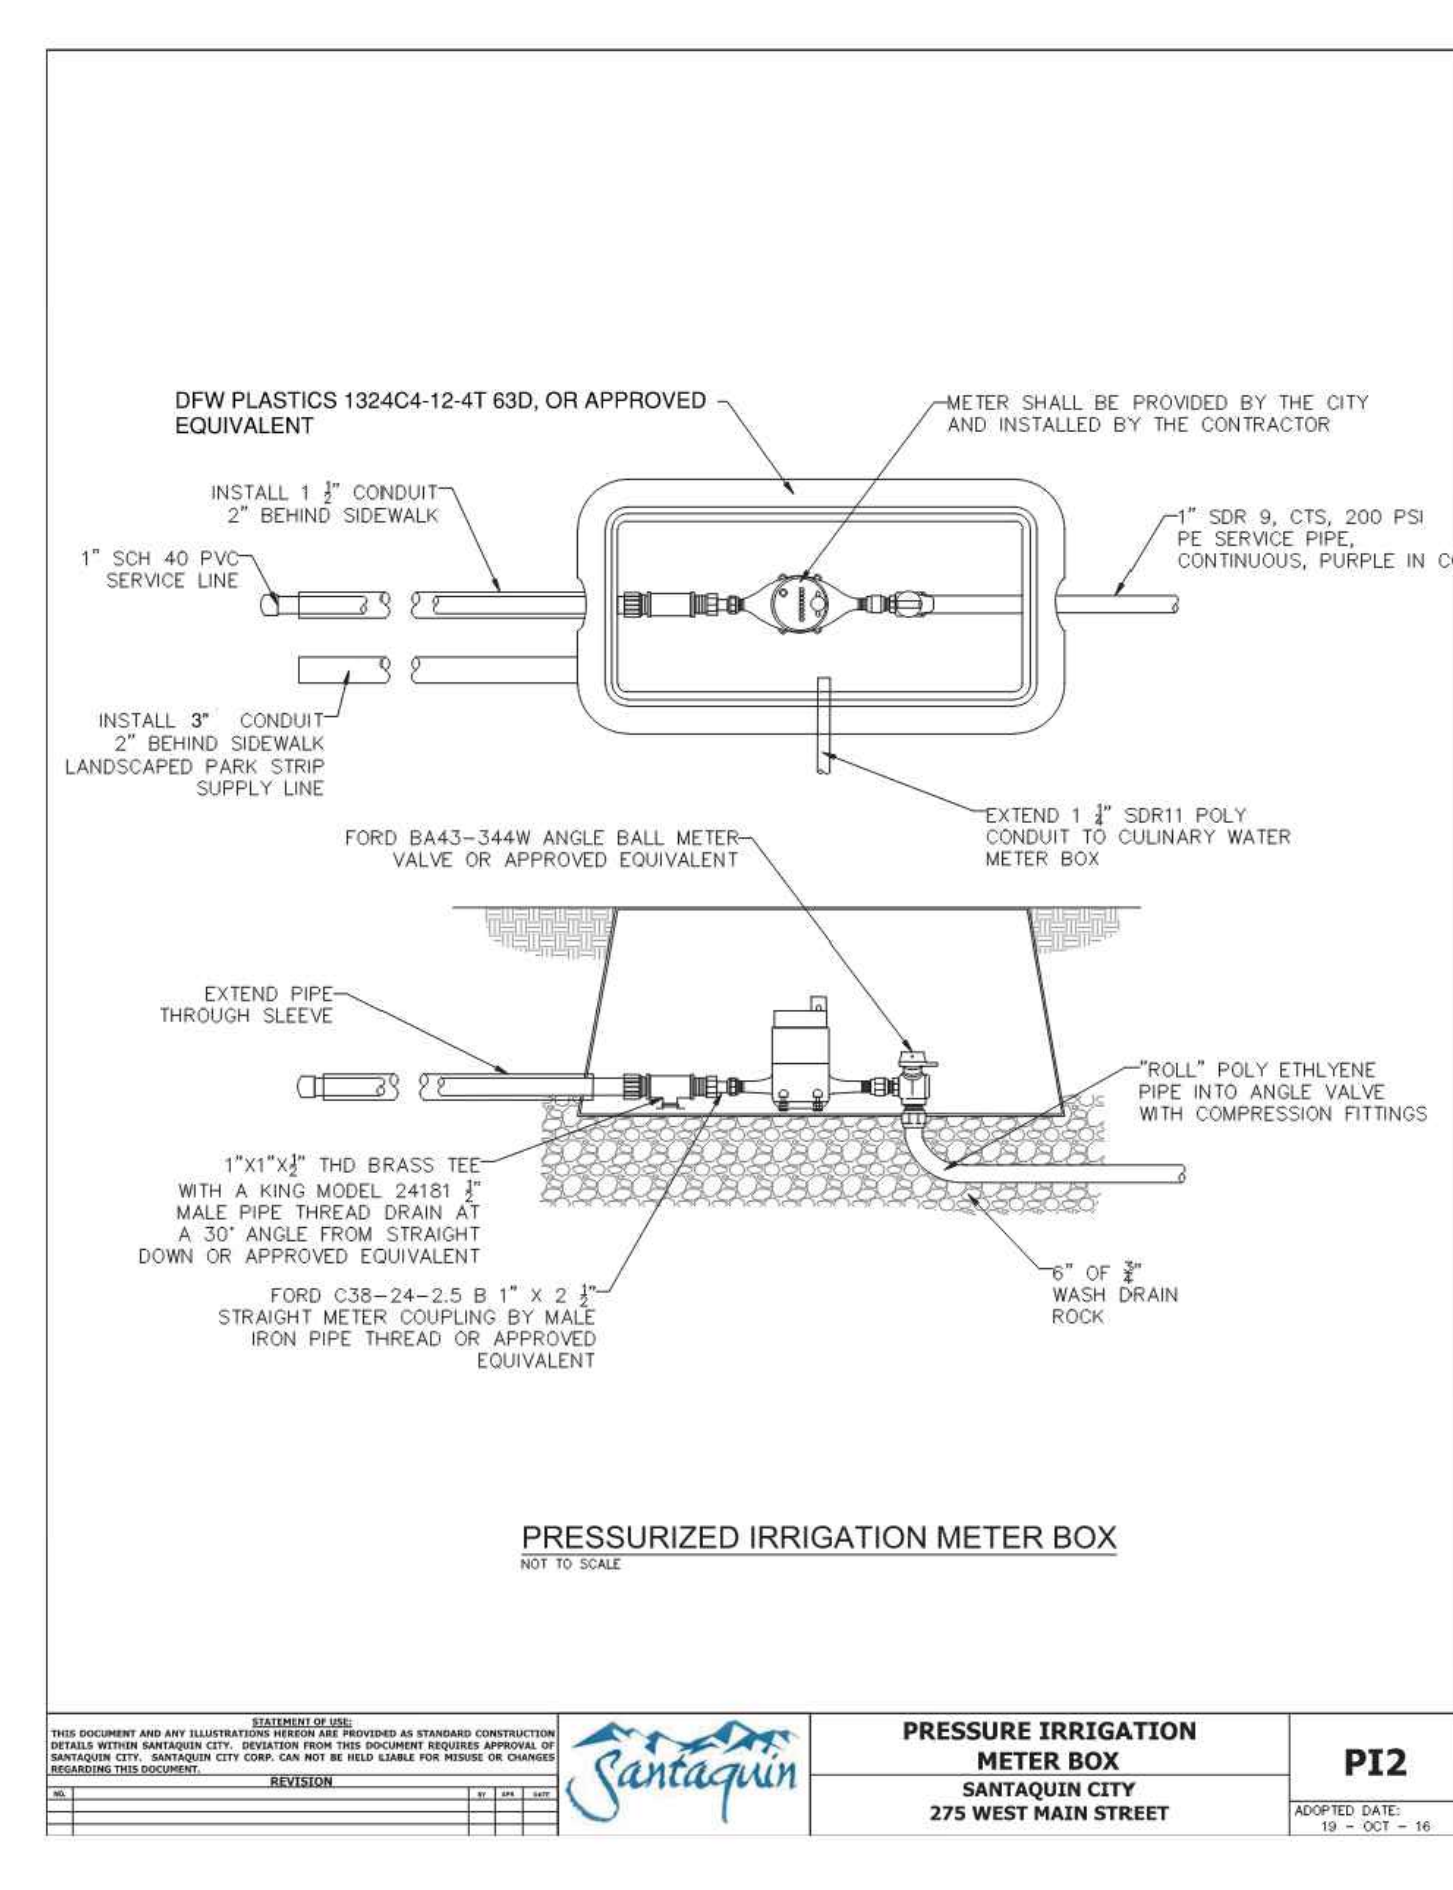 DFW PLASTICS 1324C4-12-4T 63D, OR APPROVED
EQUIVALENT
METER SHALL BE PROVIDED BY THE CITY
AND INSTALLED BY THE CONTRACTOR
INSTALL 1 1/2" CONDUIT
2" BEHIND SIDEWALK
1" SCH 40 PVC
SERVICE LINE
1" SDR 9, CTS, 200 PSI
PE SERVICE PIPE,
CONTINUOUS, PURPLE IN
INSTALL 3" CONDUIT
2" BEHIND SIDEWALK
LANDSCAPED PARK STRIP
SUPPLY LINE
EXTEND 1 1/4" SDR11 POLY
CONDUIT TO CULINARY WATER
METER BOX
FORD BA43-344W ANGLE BALL METER
VALVE OR APPROVED EQUIVALENT
EXTEND PIPE
THROUGH SLEEVE
"ROLL" POLY ETHLYENE
PIPE INTO ANGLE VALVE
WITH COMPRESSION FITTINGS
1"X1"X1/2" THD BRASS TEE
WITH A KING MODEL 24181 1/2"
MALE PIPE THREAD DRAIN AT
A 30° ANGLE FROM STRAIGHT
DOWN OR APPROVED EQUIVALENT
FORD C38-24-2.5 B 1" X 2 1/2"
STRAIGHT METER COUPLING BY MALE
IRON PIPE THREAD OR APPROVED
EQUIVALENT
6" OF 3/4"
WASH DRAIN
ROCK
PRESSURIZED IRRIGATION METER BOX
NOT TO SCALE
STATEMENT OF USE:
THIS DOCUMENT AND ANY ILLUSTRATIONS HEREON ARE PROVIDED AS STANDARD CONSTRUCTION
DETAILS WITHIN SANTAQUIN CITY. DEVIATION FROM THIS DOCUMENT REQUIRES APPROVAL OF
SANTAQUIN CITY. SANTAQUIN CITY CORP. CAN NOT BE HELD LIABLE FOR MISUSE OR CHANGES
REGARDING THIS DOCUMENT.
REVISION
NO. BY APR DATE
Santaquin
PRESSURE IRRIGATION
METER BOX
SANTAQUIN CITY
275 WEST MAIN STREET
PI2
ADOPTED DATE:
19 - OCT - 16